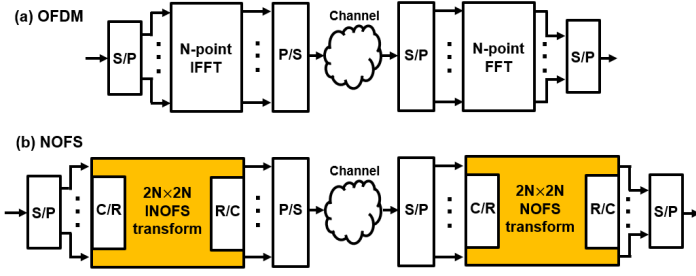 (a) OFDM
S/P
N-point
IFFT
P/S
Channel
S/P
N-point
FFT
S/P
(b) NOFS
S/P
C/R
2N×2N
INOFS
transform
R/C
P/S
Channel
S/P
C/R
2N×2N
NOFS
transform
R/C
S/P